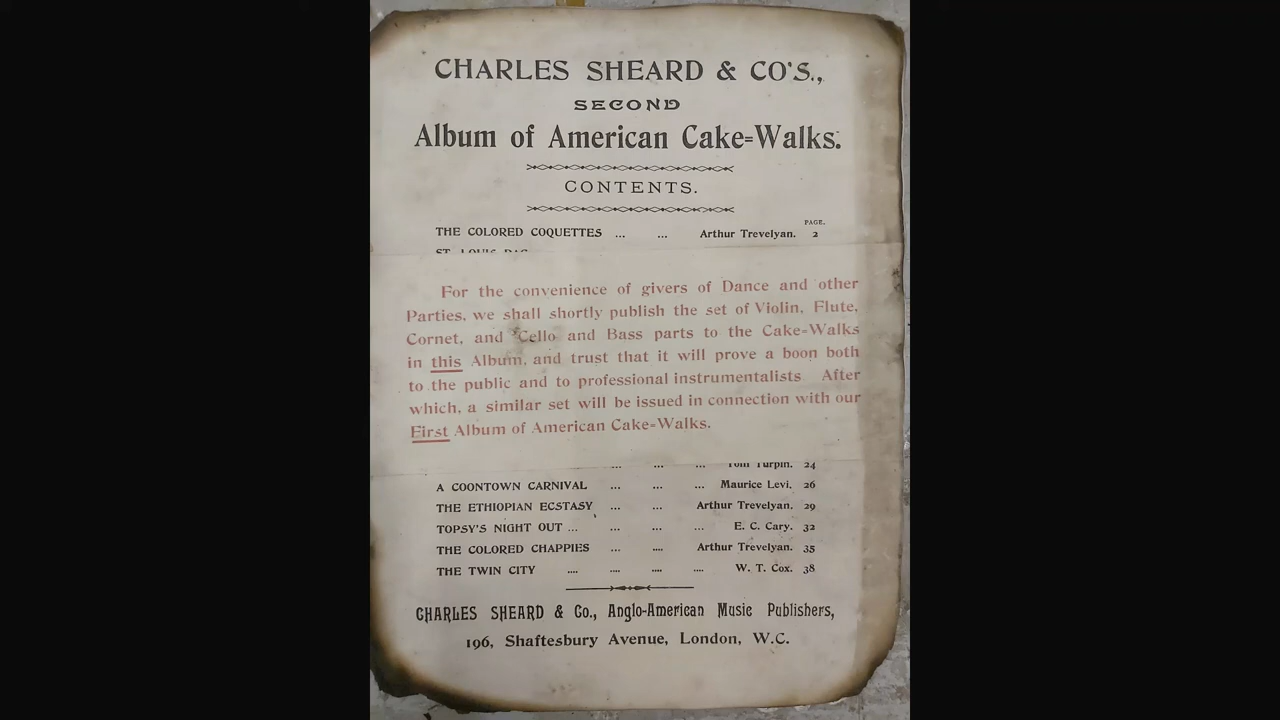 CHARLES SHEARD & CO'S.,
SECOND
Album of American Cake=Walks.
CONTENTS.
PAGE.
THE COLORED COQUETTES ... ... Arthur Trevelyan. 2
ST. LOUIS RAG
For the convenience of givers of Dance and other
Parties, we shall shortly publish the set of Violin, Flute,
Cornet, and 'Cello and Bass parts to the Cake=Walks
in this Album, and trust that it will prove a boon both
to the public and to professional instrumentalists After
which, a similar set will be issued in connection with our
First Album of American Cake=Walks.
... ... ... Tom Turpin. 24
A COONTOWN CARNIVAL ... ... ... Maurice Levi. 26
THE ETHIOPIAN ECSTASY ... ... Arthur Trevelyan. 29
TOPSY'S NIGHT OUT ... ... ... E. C. Cary. 32
THE COLORED CHAPPIES ... .... Arthur Trevelyan. 35
THE TWIN CITY .... .... .... .... W. T. Cox. 38
CHARLES SHEARD & Co., Anglo-American Music Publishers,
196, Shaftesbury Avenue, London, W.C.